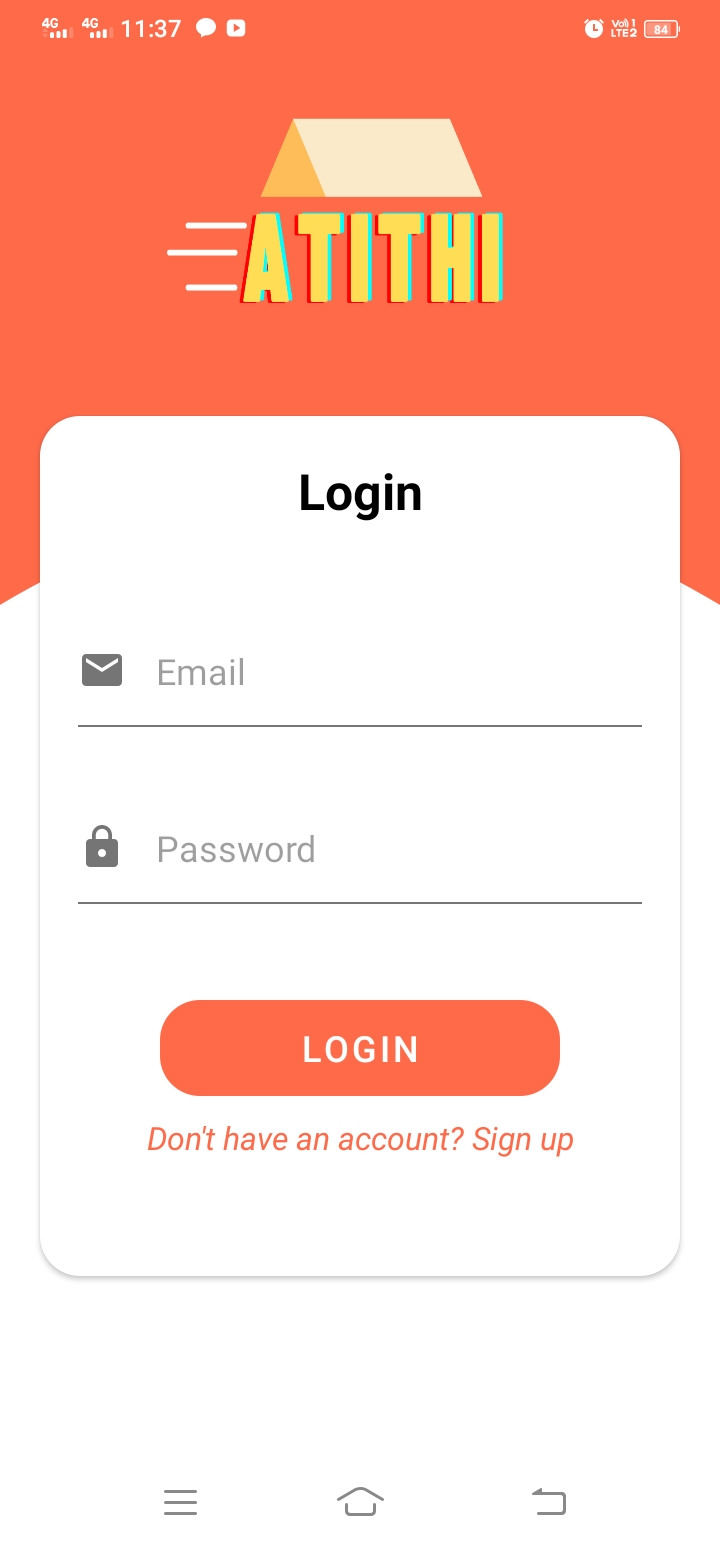 4G 4G 11:37 Vo 1 LTE2 84
ATITHI
Login
Email
Password
LOGIN
Don't have an account? Sign up